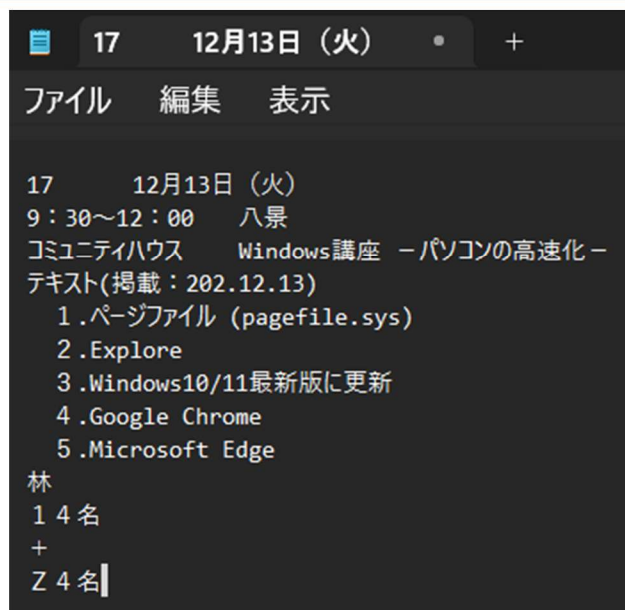 17　　12月13日（火）
ファイル　編集　表示
17　　12月13日（火）
9：30～12：00　八景
コミュニティハウス　Windows講座 －パソコンの高速化－
テキスト(掲載：202.12.13)
１.ページファイル (pagefile.sys)
２.Explore
３.Windows10/11最新版に更新
４.Google Chrome
５.Microsoft Edge
林
１４名
+
Ｚ４名